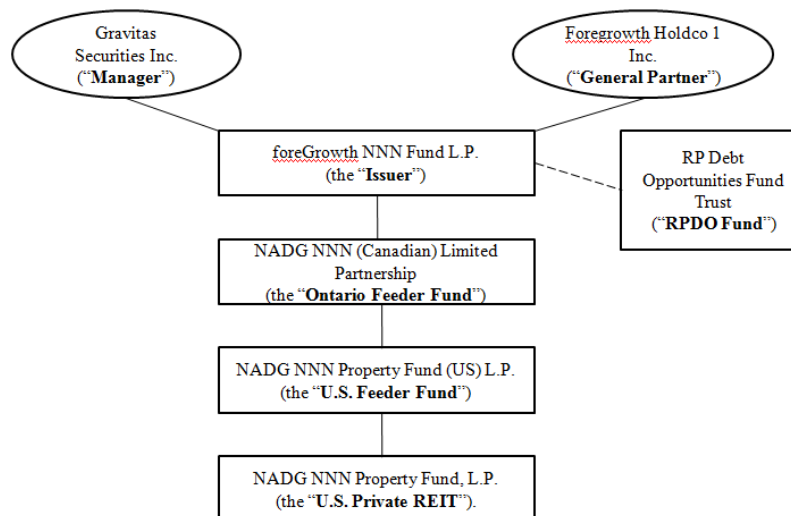 Gravitas
Securities Inc.
(“Manager”)
Foregrowth Holdco 1
Inc.
(“General Partner”)
foreGrowth NNN Fund L.P.
(the “Issuer”)
RP Debt
Opportunities Fund
Trust
(“RPDO Fund”)
NADG NNN (Canadian) Limited
Partnership
(the “Ontario Feeder Fund”)
NADG NNN Property Fund (US) L.P.
(the “U.S. Feeder Fund”)
NADG NNN Property Fund, L.P.
(the “U.S. Private REIT”).